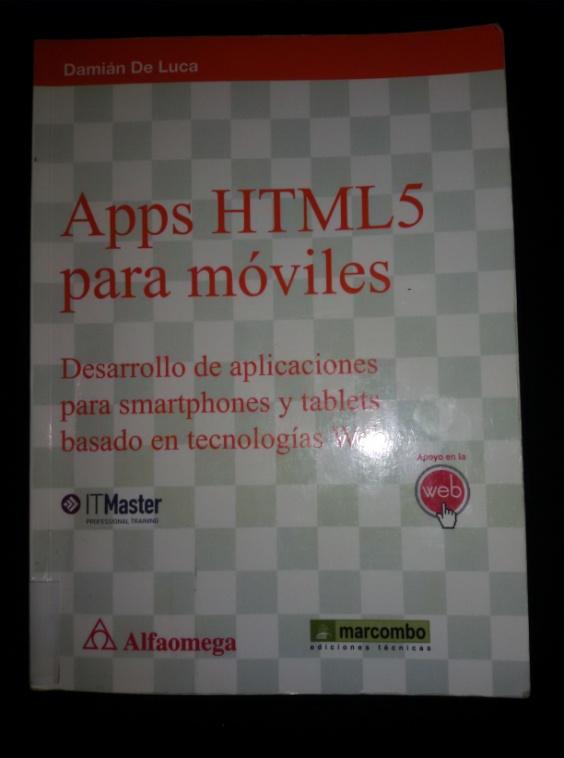 Damián De Luca
Apps HTML5
para móviles
Desarrollo de aplicaciones
para smartphones y tablets
basado en tecnologías Web
Apoyo en la
web
ITMaster
PROFESSIONAL TRAINING
Alfaomega
marcombo
ediciones técnicas